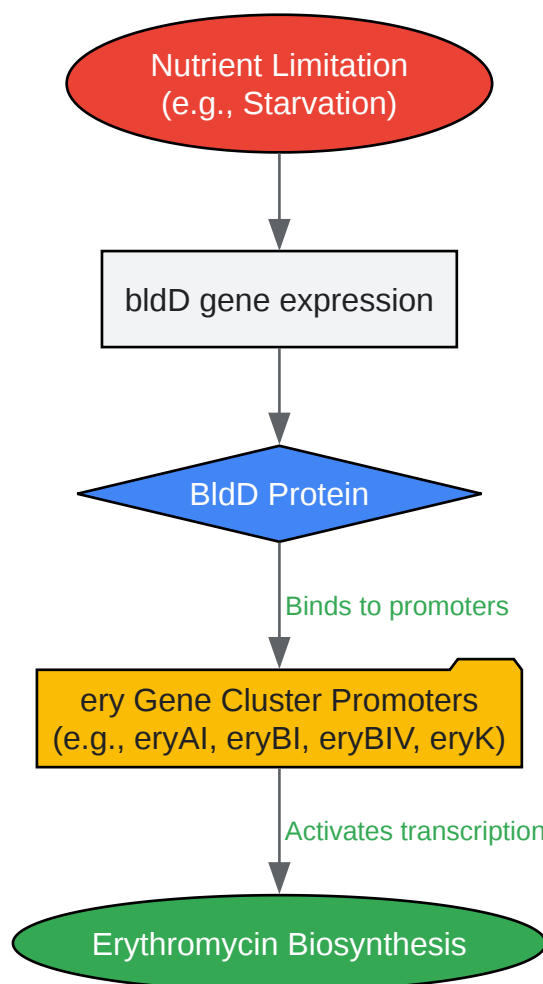 Nutrient Limitation
(e.g., Starvation)
bldD gene expression
BldD Protein
Binds to promoters
ery Gene Cluster Promoters
(e.g., eryAI, eryBI, eryBIV, eryK)
Activates transcription
Erythromycin Biosynthesis